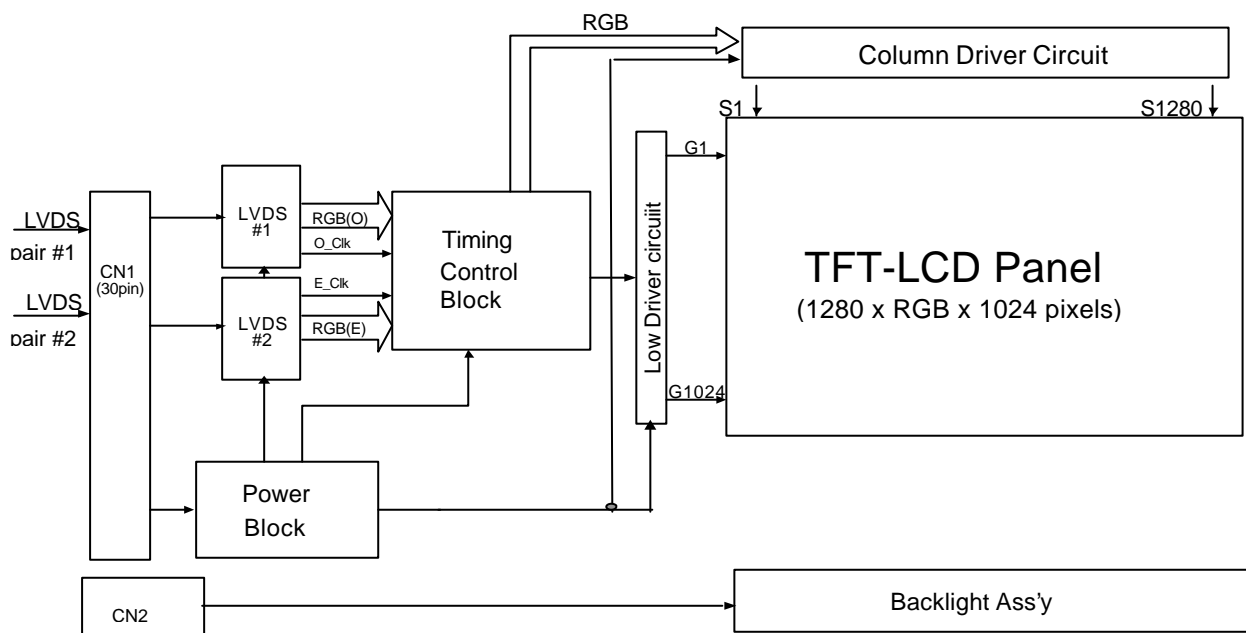 RGB
Column Driver Circuit
S1
S1280
G1
LVDS
pair #1
LVDS
pair #2
CN1
(30pin)
LVDS
#1
RGB(O)
O_Clk
E_Clk
LVDS
#2
RGB(E)
Timing
Control
Block
Low Driver circuiit
G1024
TFT-LCD Panel
(1280 x RGB x 1024 pixels)
Power
Block
CN2
Backlight Ass'y